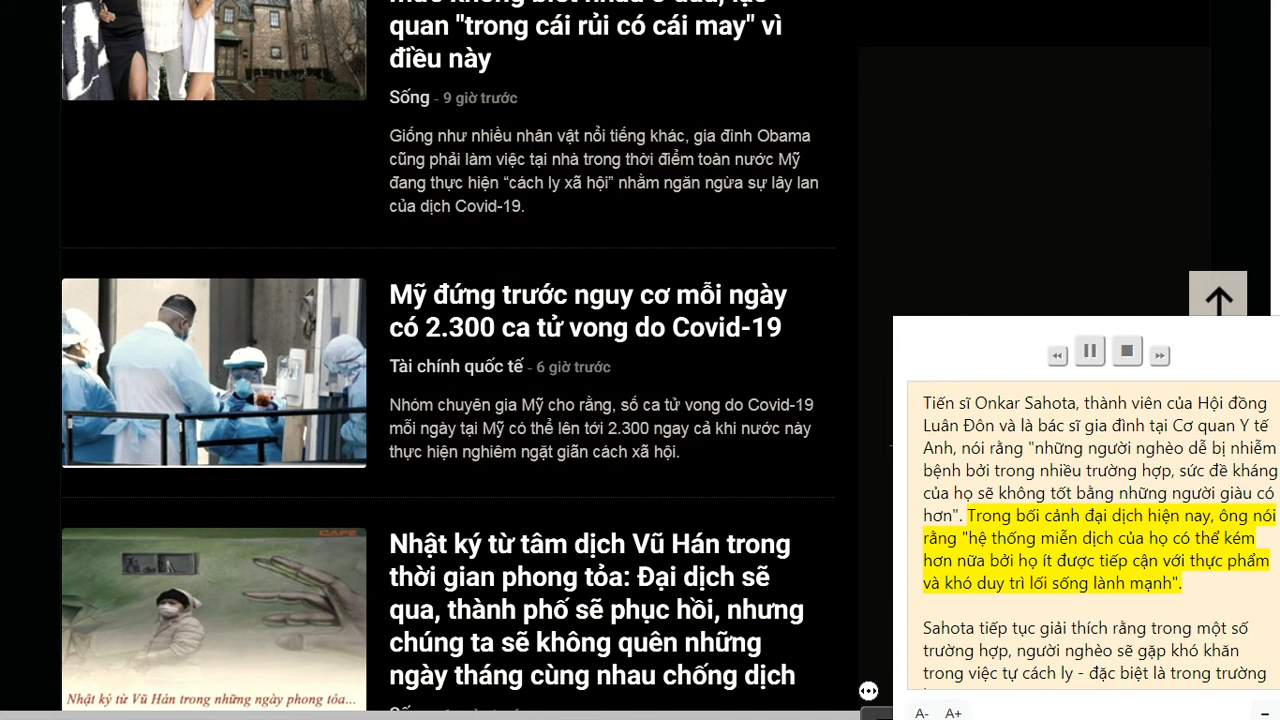 quan "trong cái rủi có cái may" vì
điều này
Sống - 9 giờ trước
Giống như nhiều nhân vật nổi tiếng khác, gia đình Obama
cũng phải làm việc tại nhà trong thời điểm toàn nước Mỹ
đang thực hiện “cách ly xã hội” nhằm ngăn ngừa sự lây lan
của dịch Covid-19.
Mỹ đứng trước nguy cơ mỗi ngày
có 2.300 ca tử vong do Covid-19
Tài chính quốc tế - 6 giờ trước
Nhóm chuyên gia Mỹ cho rằng, số ca tử vong do Covid-19
mỗi ngày tại Mỹ có thể lên tới 2.300 ngay cả khi nước này
thực hiện nghiêm ngặt giãn cách xã hội.
CAFE
Nhật ký từ Vũ Hán trong những ngày phong tỏa...
Nhật ký từ tâm dịch Vũ Hán trong
thời gian phong tỏa: Đại dịch sẽ
qua, thành phố sẽ phục hồi, nhưng
chúng ta sẽ không quên những
ngày tháng cùng nhau chống dịch
Tiến sĩ Onkar Sahota, thành viên của Hội đồng
Luân Đôn và là bác sĩ gia đình tại Cơ quan Y tế
Anh, nói rằng "những người nghèo dễ bị nhiễm
bệnh bởi trong nhiều trường hợp, sức đề kháng
của họ sẽ không tốt bằng những người giàu có
hơn". Trong bối cảnh đại dịch hiện nay, ông nói
rằng "hệ thống miễn dịch của họ có thể kém
hơn nữa bởi họ ít được tiếp cận với thực phẩm
và khó duy trì lối sống lành mạnh".
Sahota tiếp tục giải thích rằng trong một số
trường hợp, người nghèo sẽ gặp khó khăn
trong việc tự cách ly - đặc biệt là trong trường
A- A+